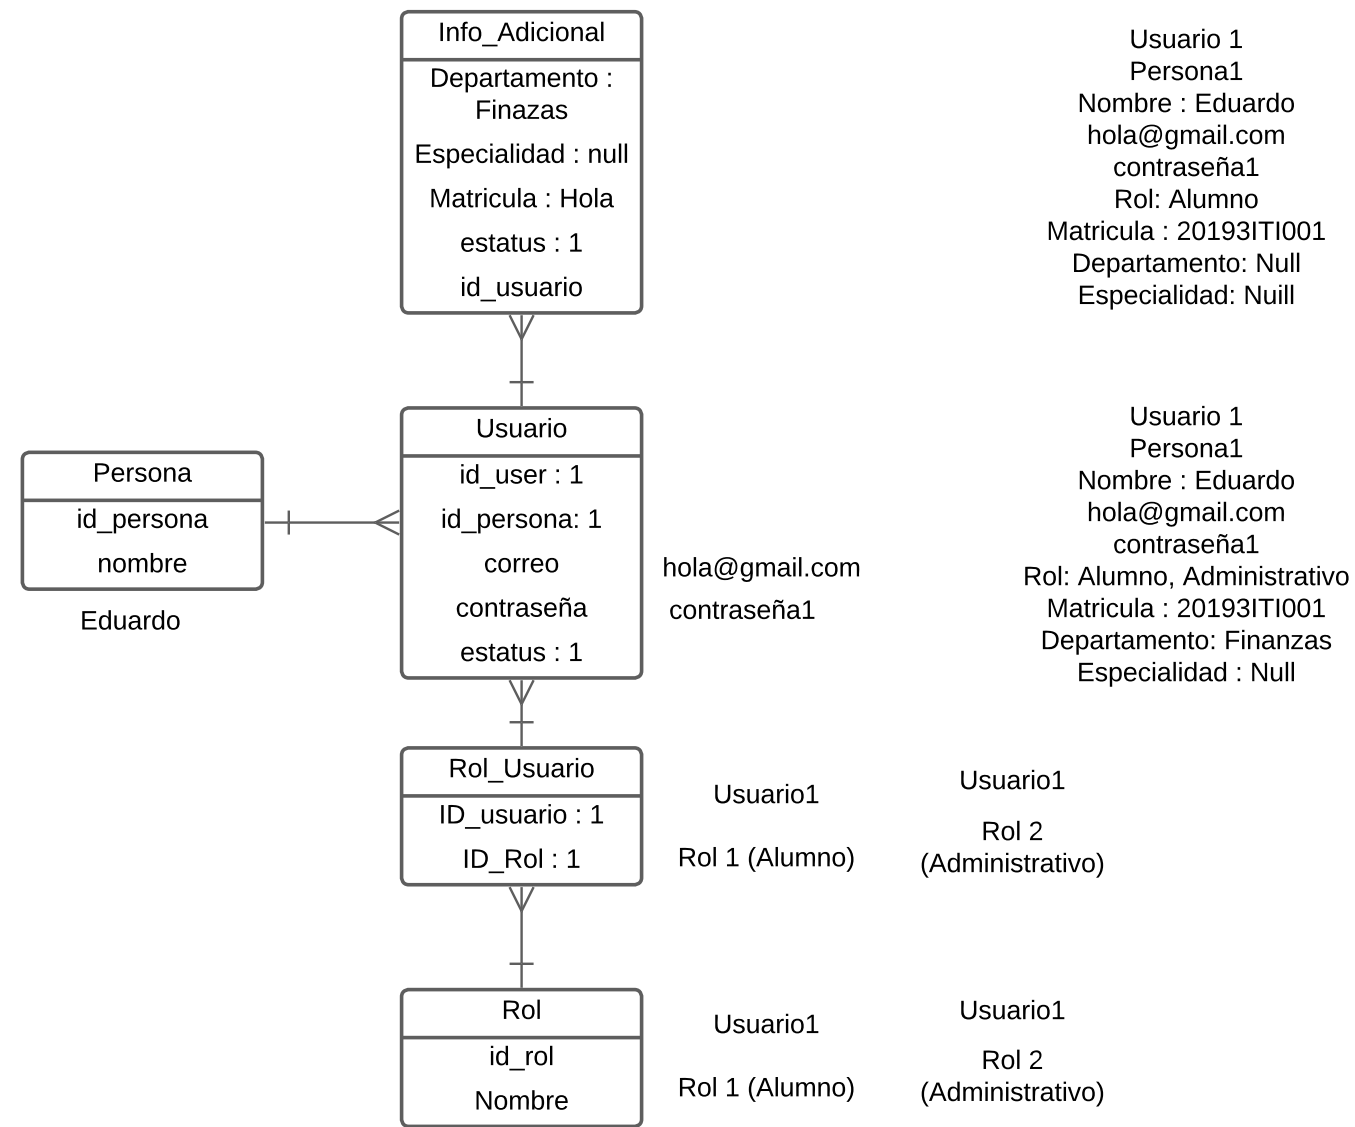 Info_Adicional
Departamento :
Finazas
Especialidad : null
Matricula : Hola
estatus : 1
id_usuario
Usuario 1
Persona1
Nombre : Eduardo
hola@gmail.com
contraseña1
Rol: Alumno
Matricula : 20193ITI001
Departamento: Null
Especialidad: Nuill
Persona
id_persona
nombre
Eduardo
Usuario
id_user : 1
id_persona: 1
correo
contraseña
estatus : 1
hola@gmail.com
contraseña1
Usuario 1
Persona1
Nombre : Eduardo
hola@gmail.com
contraseña1
Rol: Alumno, Administrativo
Matricula : 20193ITI001
Departamento: Finanzas
Especialidad : Null
Rol_Usuario
ID_usuario : 1
ID_Rol : 1
Usuario1
Rol 1 (Alumno)
Usuario1
Rol 2
(Administrativo)
Rol
id_rol
Nombre
Usuario1
Rol 1 (Alumno)
Usuario1
Rol 2
(Administrativo)